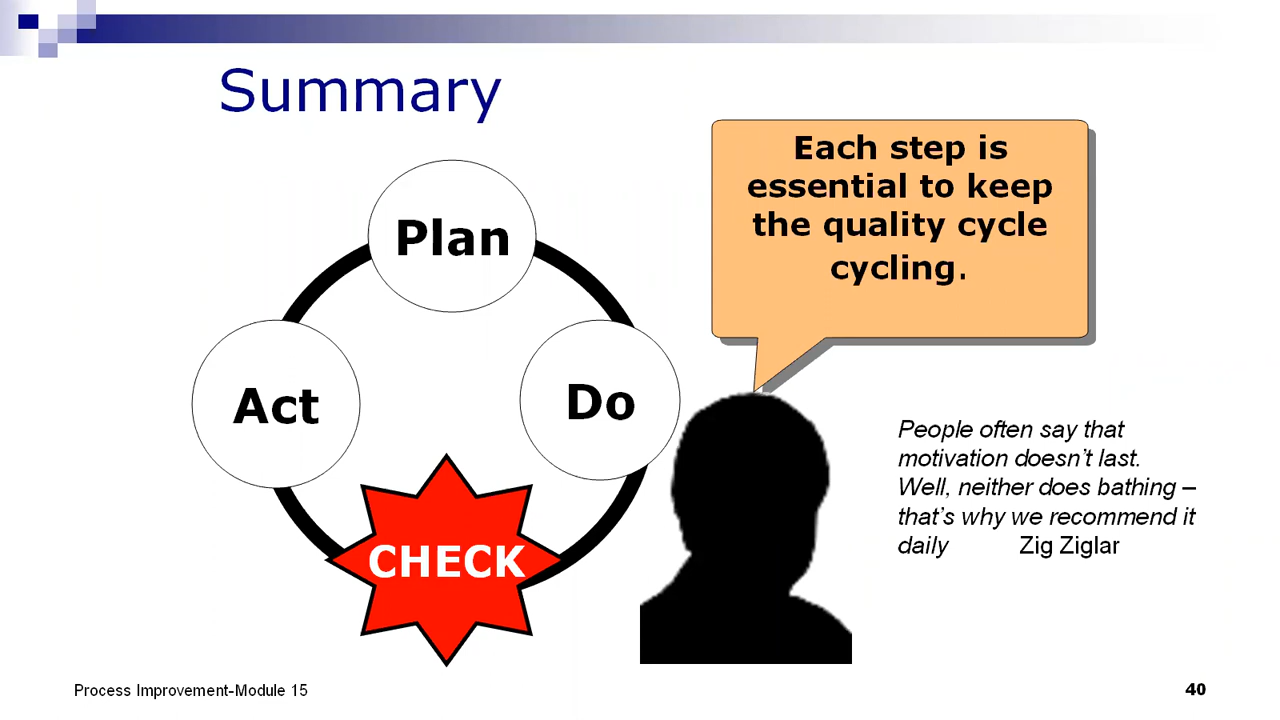 Summary
Each step is
essential to keep
the quality cycle
cycling.
Plan
Act
Do
CHECK
People often say that
motivation doesn’t last.
Well, neither does bathing –
that’s why we recommend it
daily Zig Ziglar
Process Improvement-Module 15
40